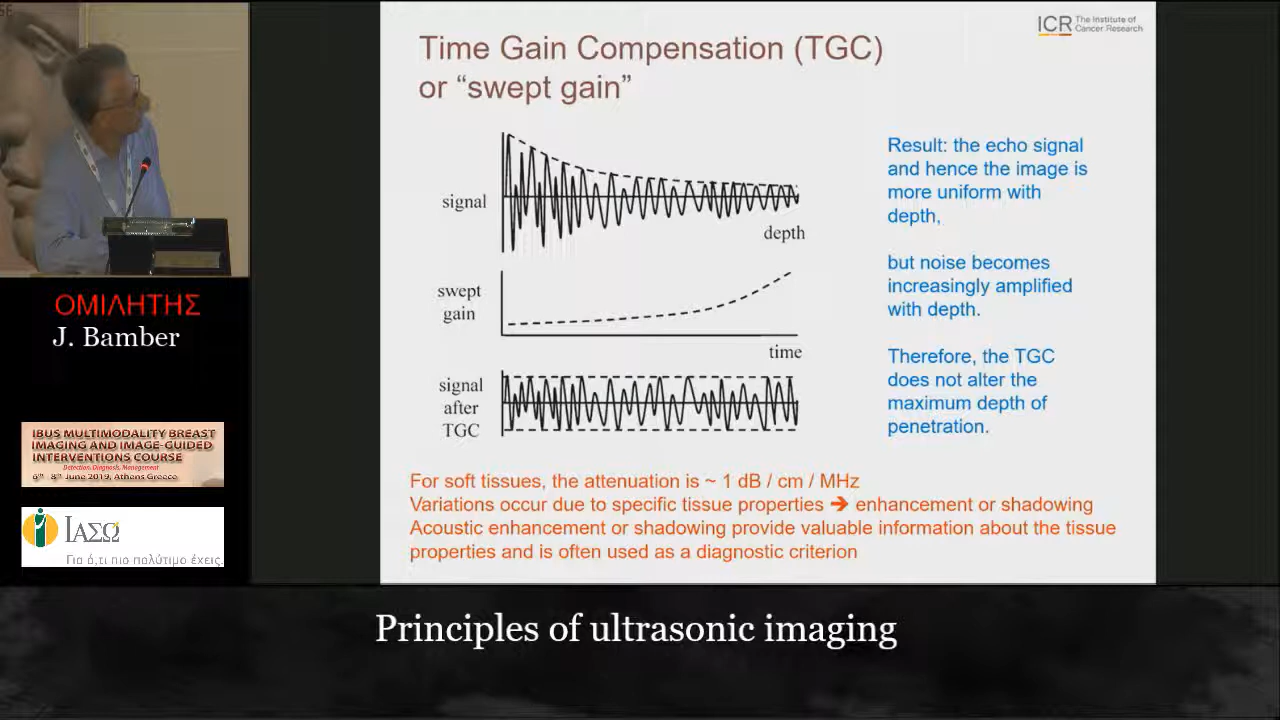 ICR The Institute of
Cancer Research
Time Gain Compensation (TGC)
or “swept gain”
signal
depth
swept
gain
time
signal
after
TGC
Result: the echo signal
and hence the image is
more uniform with
depth,
but noise becomes
increasingly amplified
with depth.
Therefore, the TGC
does not alter the
maximum depth of
penetration.
For soft tissues, the attenuation is ~ 1 dB / cm / MHz
Variations occur due to specific tissue properties ➔ enhancement or shadowing
Acoustic enhancement or shadowing provide valuable information about the tissue
properties and is often used as a diagnostic criterion
ΟΜΙΛΗΤΗΣ
J. Bamber
IBUS MULTIMODALITY BREAST
IMAGING AND IMAGE-GUIDED
INTERVENTIONS COURSE
Detection, Diagnosis, Management
6th - 8th June 2019, Athens Greece
ΙΑΣΩ
Για ό,τι πιο πολύτιμο έχεις.
Principles of ultrasonic imaging